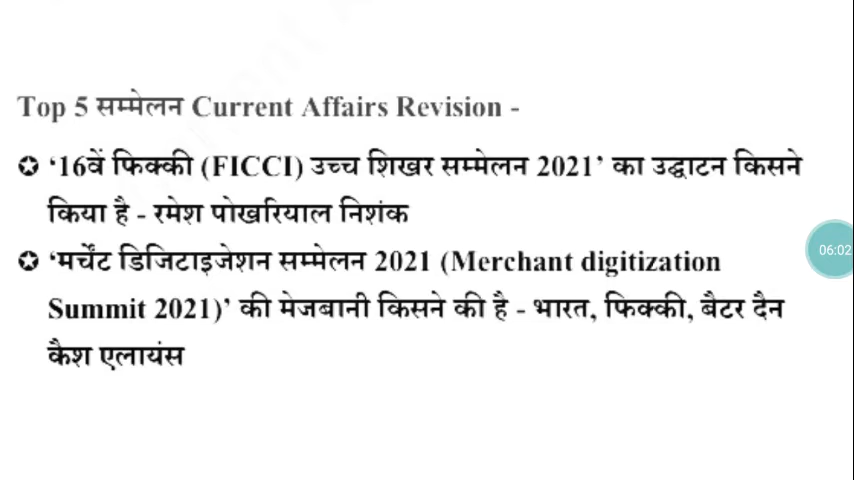 Top 5 सम्मेलन Current Affairs Revision -
✪ ‘16वें फिक्की (FICCI) उच्च शिखर सम्मेलन 2021’ का उद्घाटन किसने
किया है - रमेश पोखरियाल निशंक
✪ ‘मर्चेंट डिजिटाइजेशन सम्मेलन 2021 (Merchant digitization
Summit 2021)’ की मेजबानी किसने की है - भारत, फिक्की, बैटर दैन
कैश एलायंस
06:02